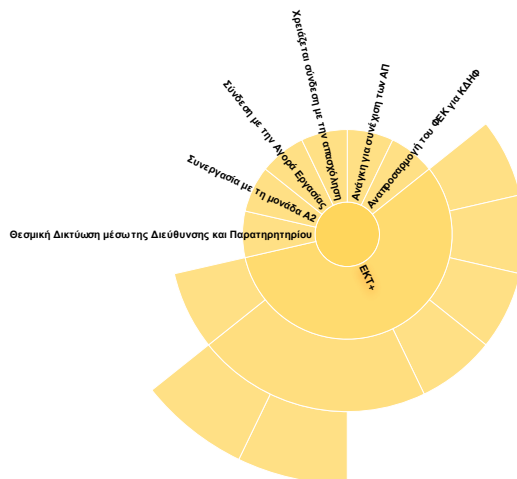 Θεσμική Δικτύωση μέσω της Διεύθυνσης και Παρατηρητηρίου
Συνεργασία με τη μονάδα Α2
Σύνδεση με την Αγορά Εργασίας
Χρειάζεται σύνδεση με την απασχόληση
Ανάγκη για συνέχιση των ΑΠ
Αναπροσαρμογή του ΦΕΚ για ΚΔΗΦ
ΕΚΤ+